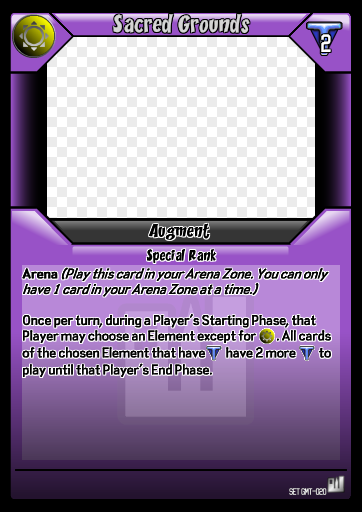 Sacred Grounds
2
Augment
Special Rank
Arena (Play this card in your Arena Zone. You can only
have 1 card in your Arena Zone at a time.)
Once per turn, during a Player's Starting Phase, that
Player may choose an Element except for . All cards
of the chosen Element that have have 2 more to
play until that Player's End Phase.
SET GMT-020